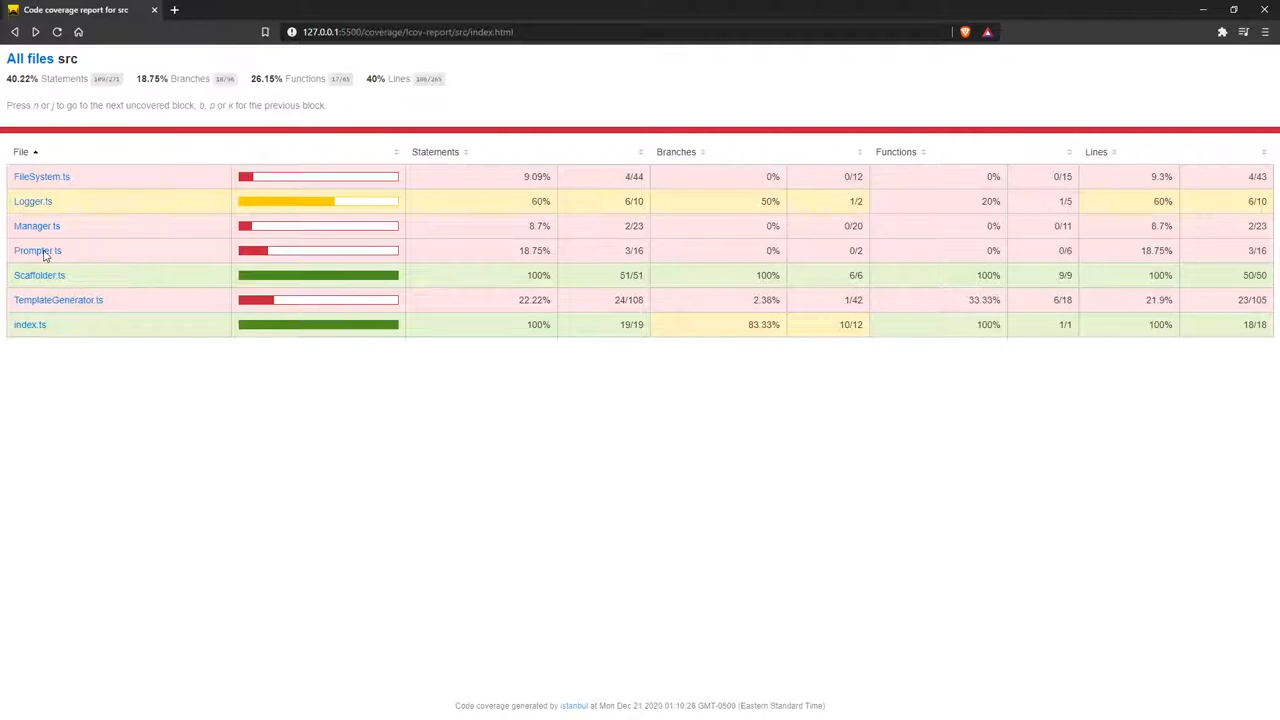 Code coverage report for src
127.0.0.1:5500/coverage/lcov-report/src/index.html
All files src
40.22% Statements 109/271 18.75% Branches 18/96 26.15% Functions 17/65 40% Lines 106/265
Press n or j to go to the next uncovered block, b, p or k for the previous block.
File Statements Branches Functions Lines
FileSystem.ts 9.09% 4/44 0% 0/12 0% 0/15 9.3% 4/43
Logger.ts 60% 6/10 50% 1/2 20% 1/5 60% 6/10
Manager.ts 8.7% 2/23 0% 0/20 0% 0/11 8.7% 2/23
Prompter.ts 18.75% 3/16 0% 0/2 0% 0/6 18.75% 3/16
Scaffolder.ts 100% 51/51 100% 6/6 100% 9/9 100% 50/50
TemplateGenerator.ts 22.22% 24/108 2.38% 1/42 33.33% 6/18 21.9% 23/105
index.ts 100% 19/19 83.33% 10/12 100% 1/1 100% 18/18
Code coverage generated by istanbul at Mon Dec 21 2020 01:10:26 GMT-0500 (Eastern Standard Time)